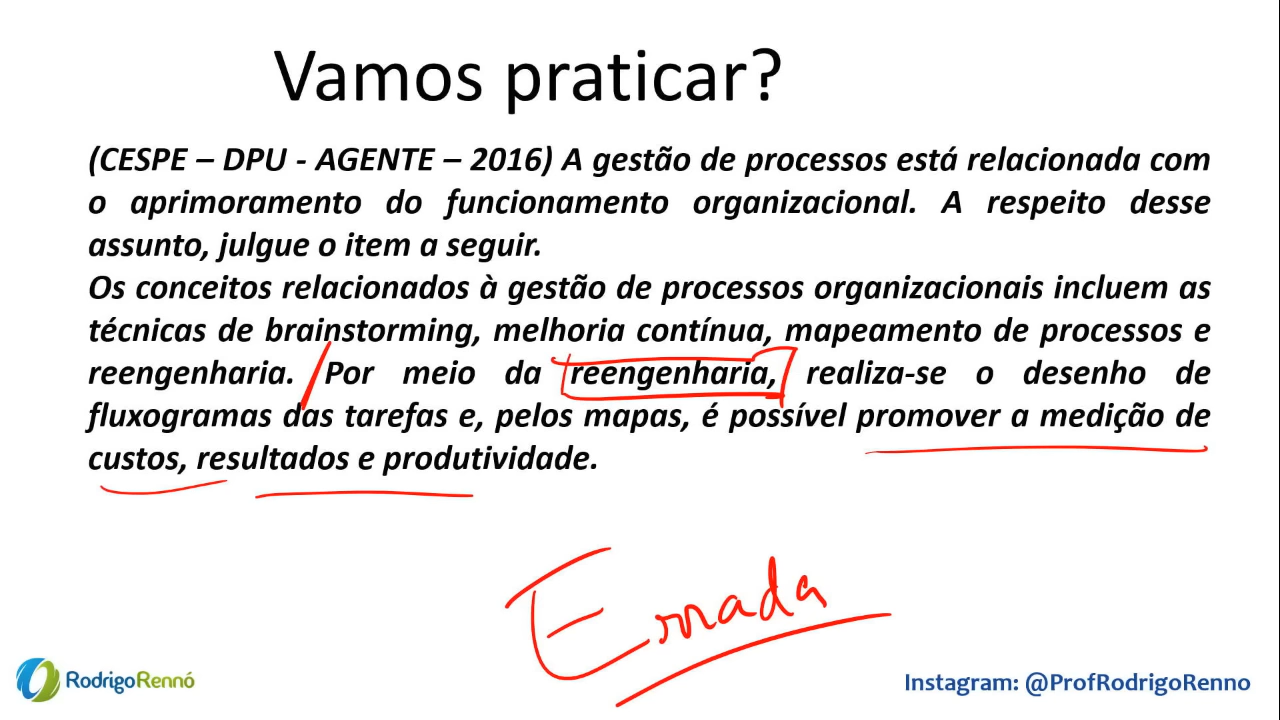 Vamos praticar?
(CESPE – DPU - AGENTE – 2016) A gestão de processos está relacionada com
o aprimoramento do funcionamento organizacional. A respeito desse
assunto, julgue o item a seguir.
Os conceitos relacionados à gestão de processos organizacionais incluem as
técnicas de brainstorming, melhoria contínua, mapeamento de processos e
reengenharia. Por meio da reengenharia, realiza-se o desenho de
fluxogramas das tarefas e, pelos mapas, é possível promover a medição de
custos, resultados e produtividade.
Errada
RodrigoRennó
Instagram: @ProfRodrigoRenno